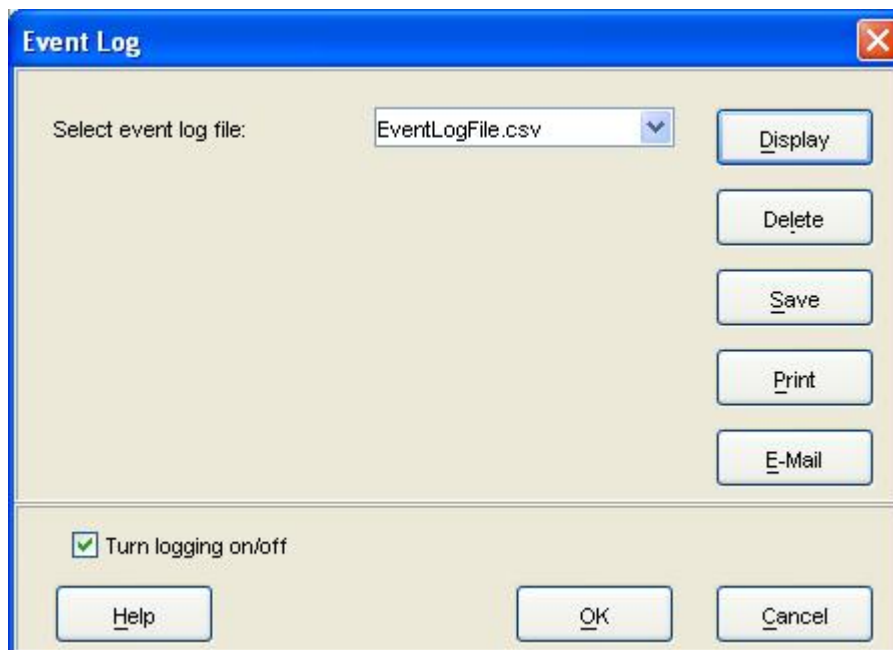 Event Log
Select event log file: EventLogFile.csv
Display
Delete
Save
Print
E-Mail
Turn logging on/off
Help OK Cancel